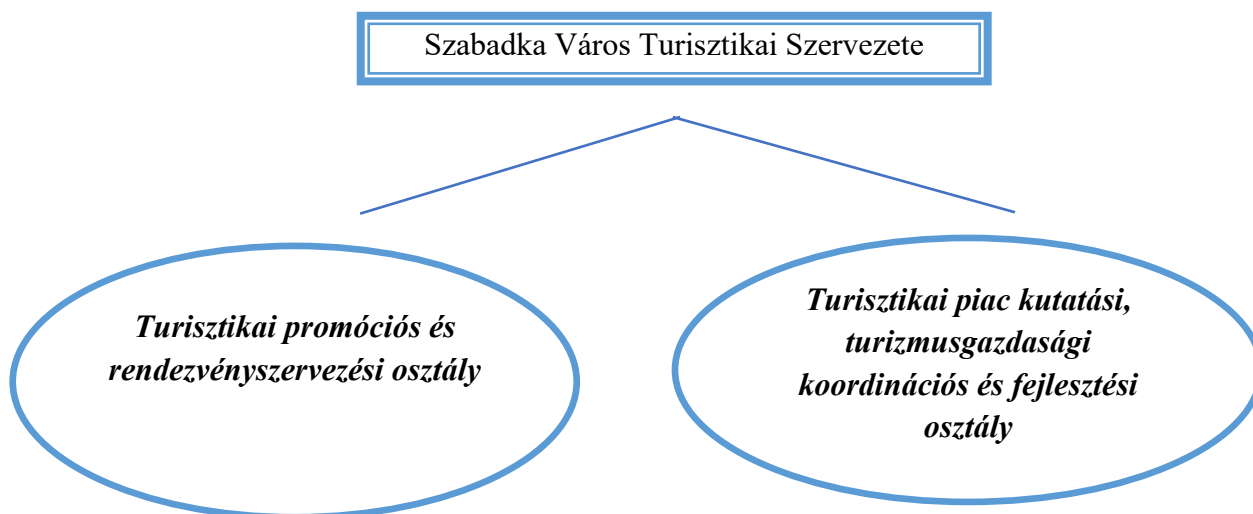 Szabadka Város Turisztikai Szervezete
Turisztikai promóciós és
rendezvényszervezési osztály
Turisztikai piac kutatási,
turizmusgazdasági
koordinációs és fejlesztési
osztály